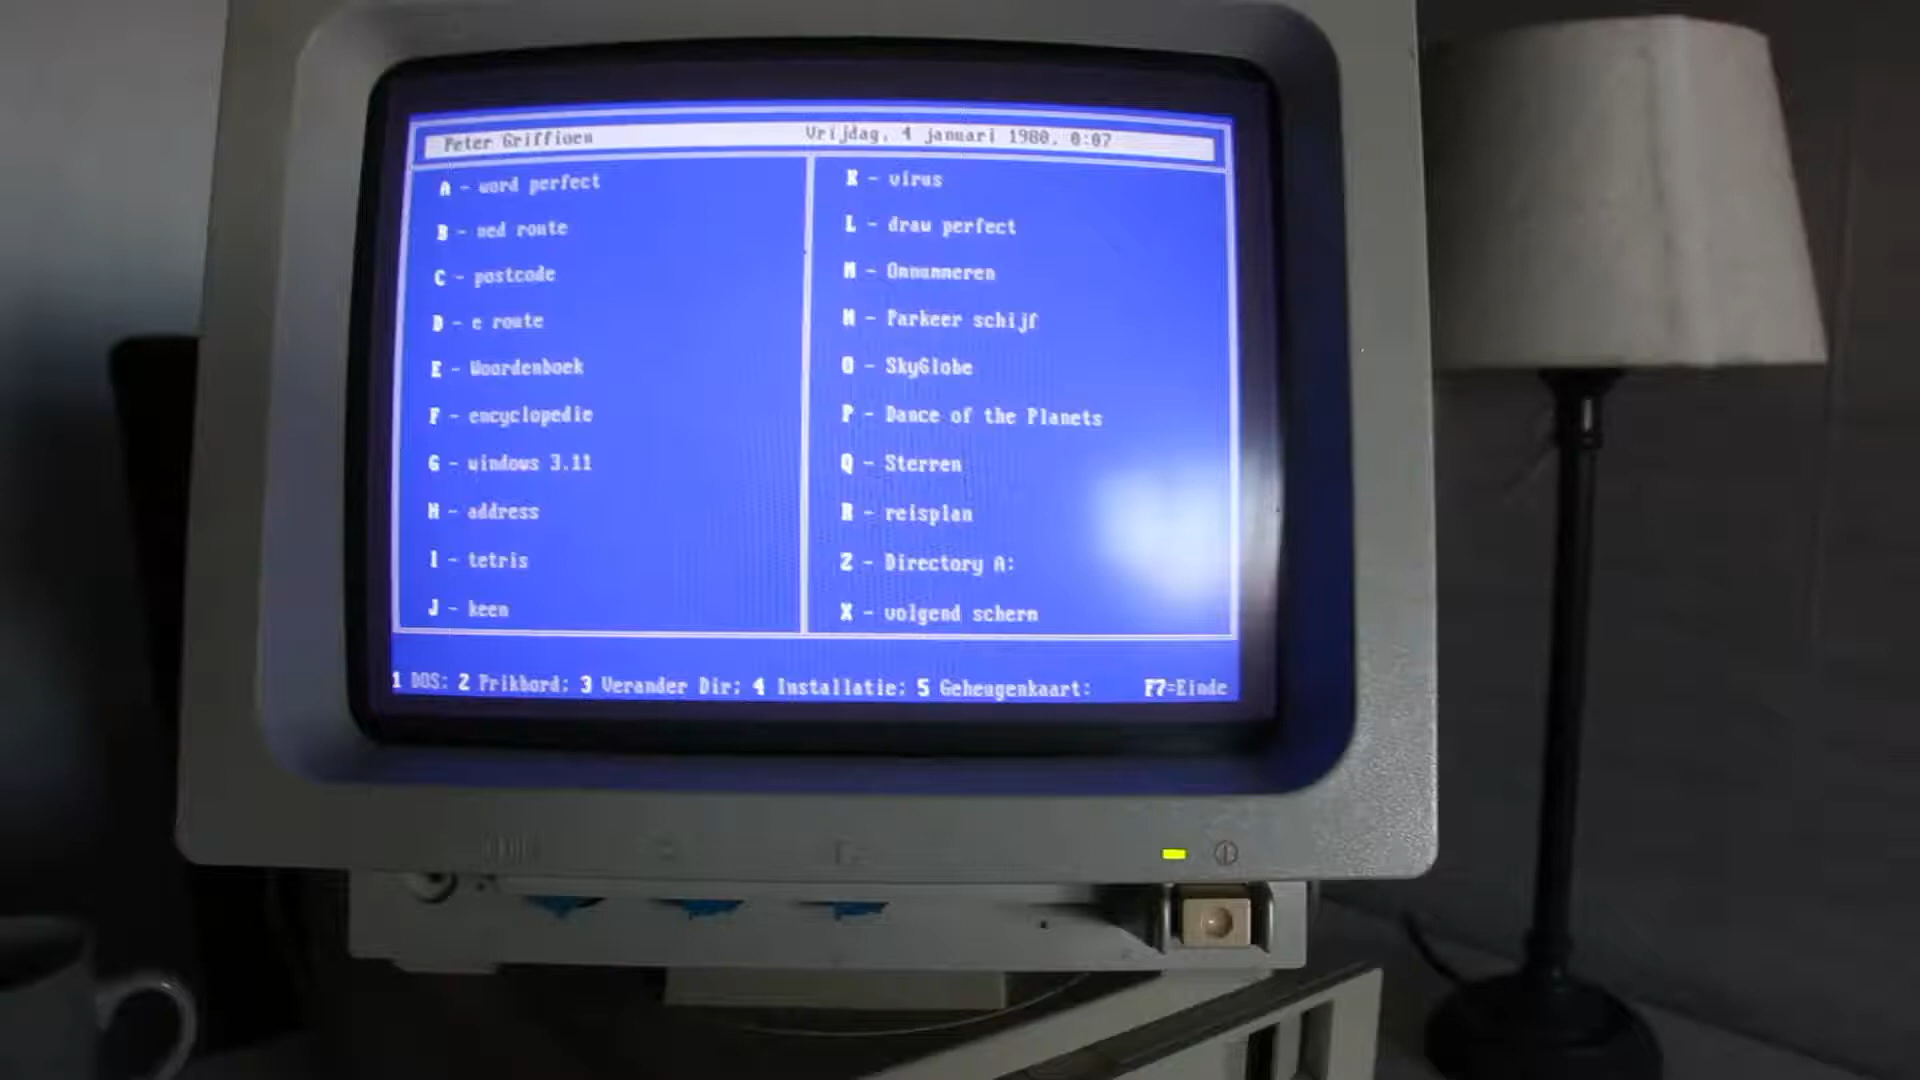 Peter Griffioen Vrijdag, 4 januari 1980, 0:07
A - word perfect
B - ned route
C - postcode
D - e route
E - Woordenboek
F - encyclopedie
G - windows 3.11
H - address
I - tetris
J - keen
K - virus
L - draw perfect
M - Omnummeren
N - Parkeer schijf
O - SkyGlobe
P - Dance of the Planets
Q - Sterren
R - reisplan
Z - Directory A:
X - volgend scherm
1 DOS; 2 Prikbord; 3 Verander Dir; 4 Installatie; 5 Geheugenkaart; F7=Einde